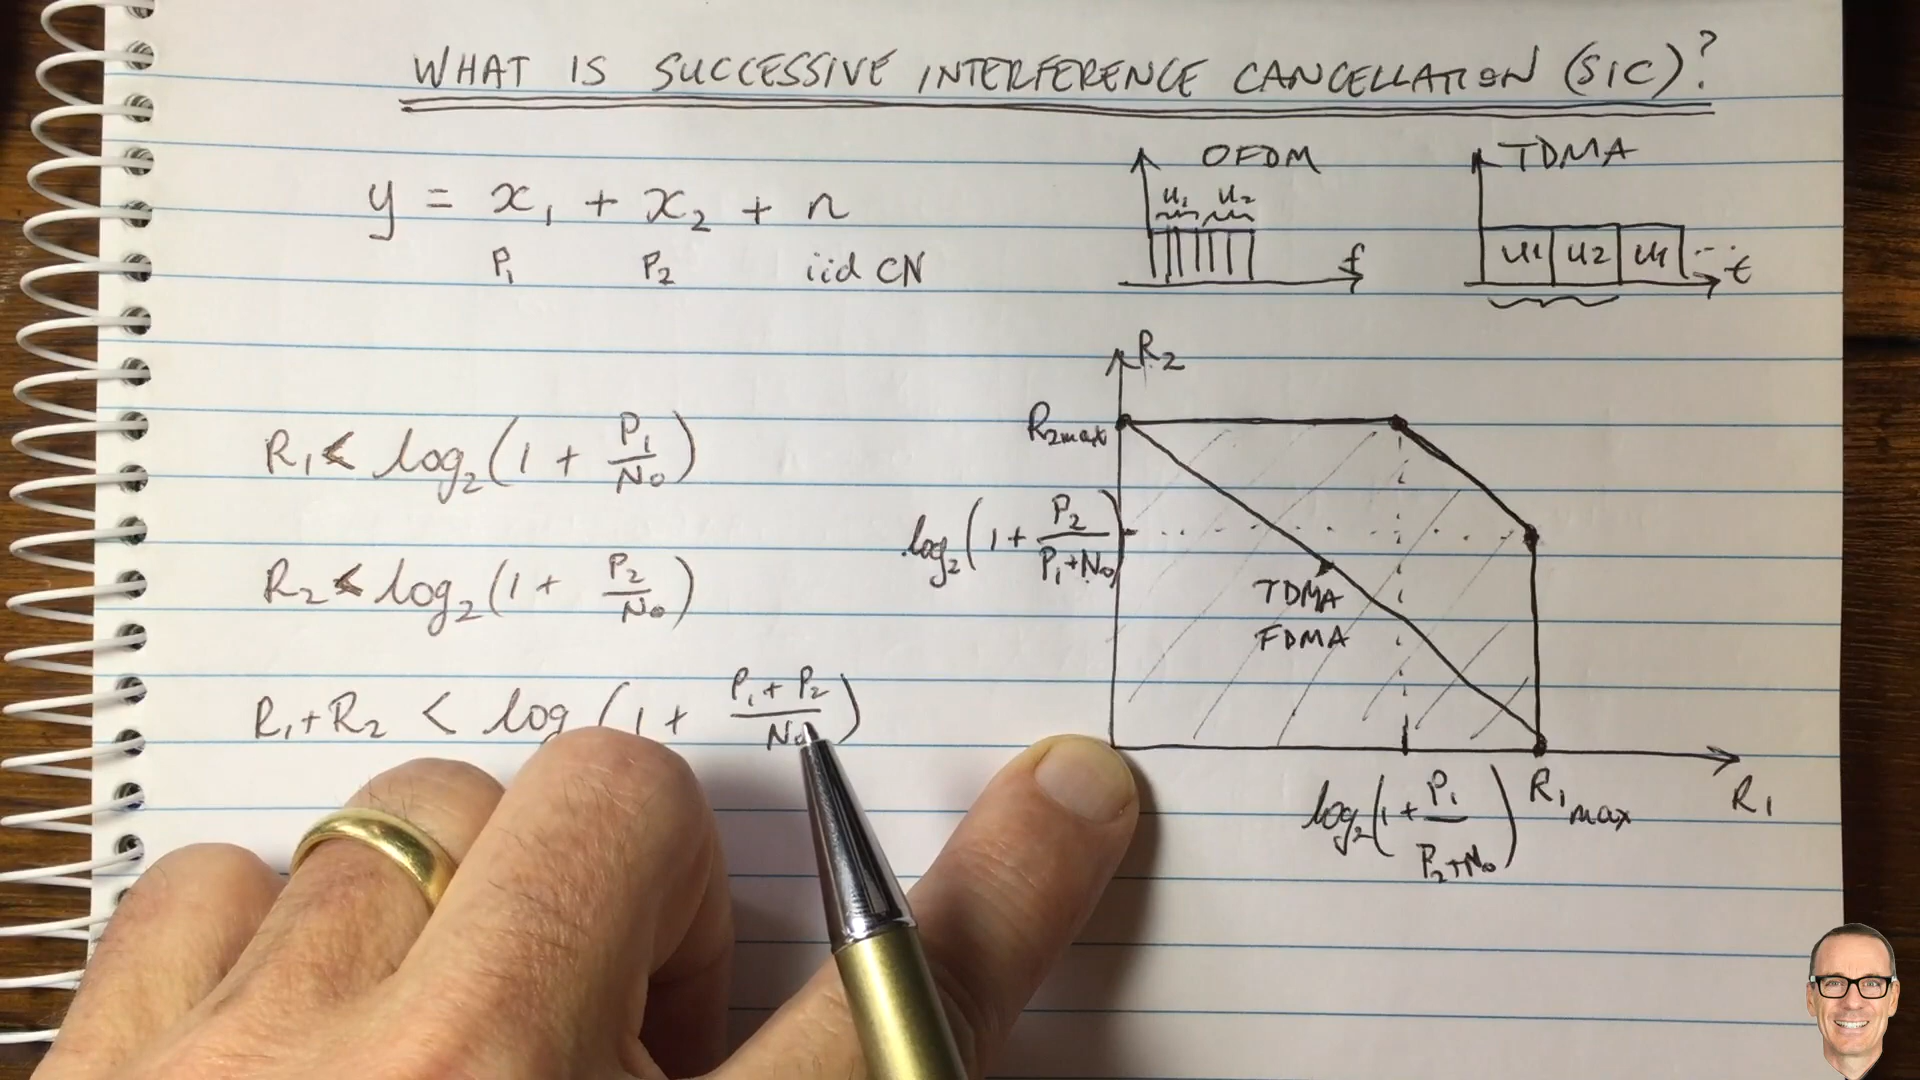 WHAT IS SUCCESSIVE INTERFERENCE CANCELLATION (SIC)?
y = x₁ + x₂ + n
P₁ P₂ iid CN
OFDM
u₁ u₂
f
TDMA
u1 u2 u1 ...
t
R₁ < log₂(1 + P₁/N₀)
R₂ < log₂(1 + P₂/N₀)
R₁+R₂ < log (1 + P₁+P₂/N₀)
R₂
R₂max
log₂(1 + P₂/P₁+N₀)
TDMA
FDMA
log₂(1 + P₁/P₂+N₀)
R₁max
R₁